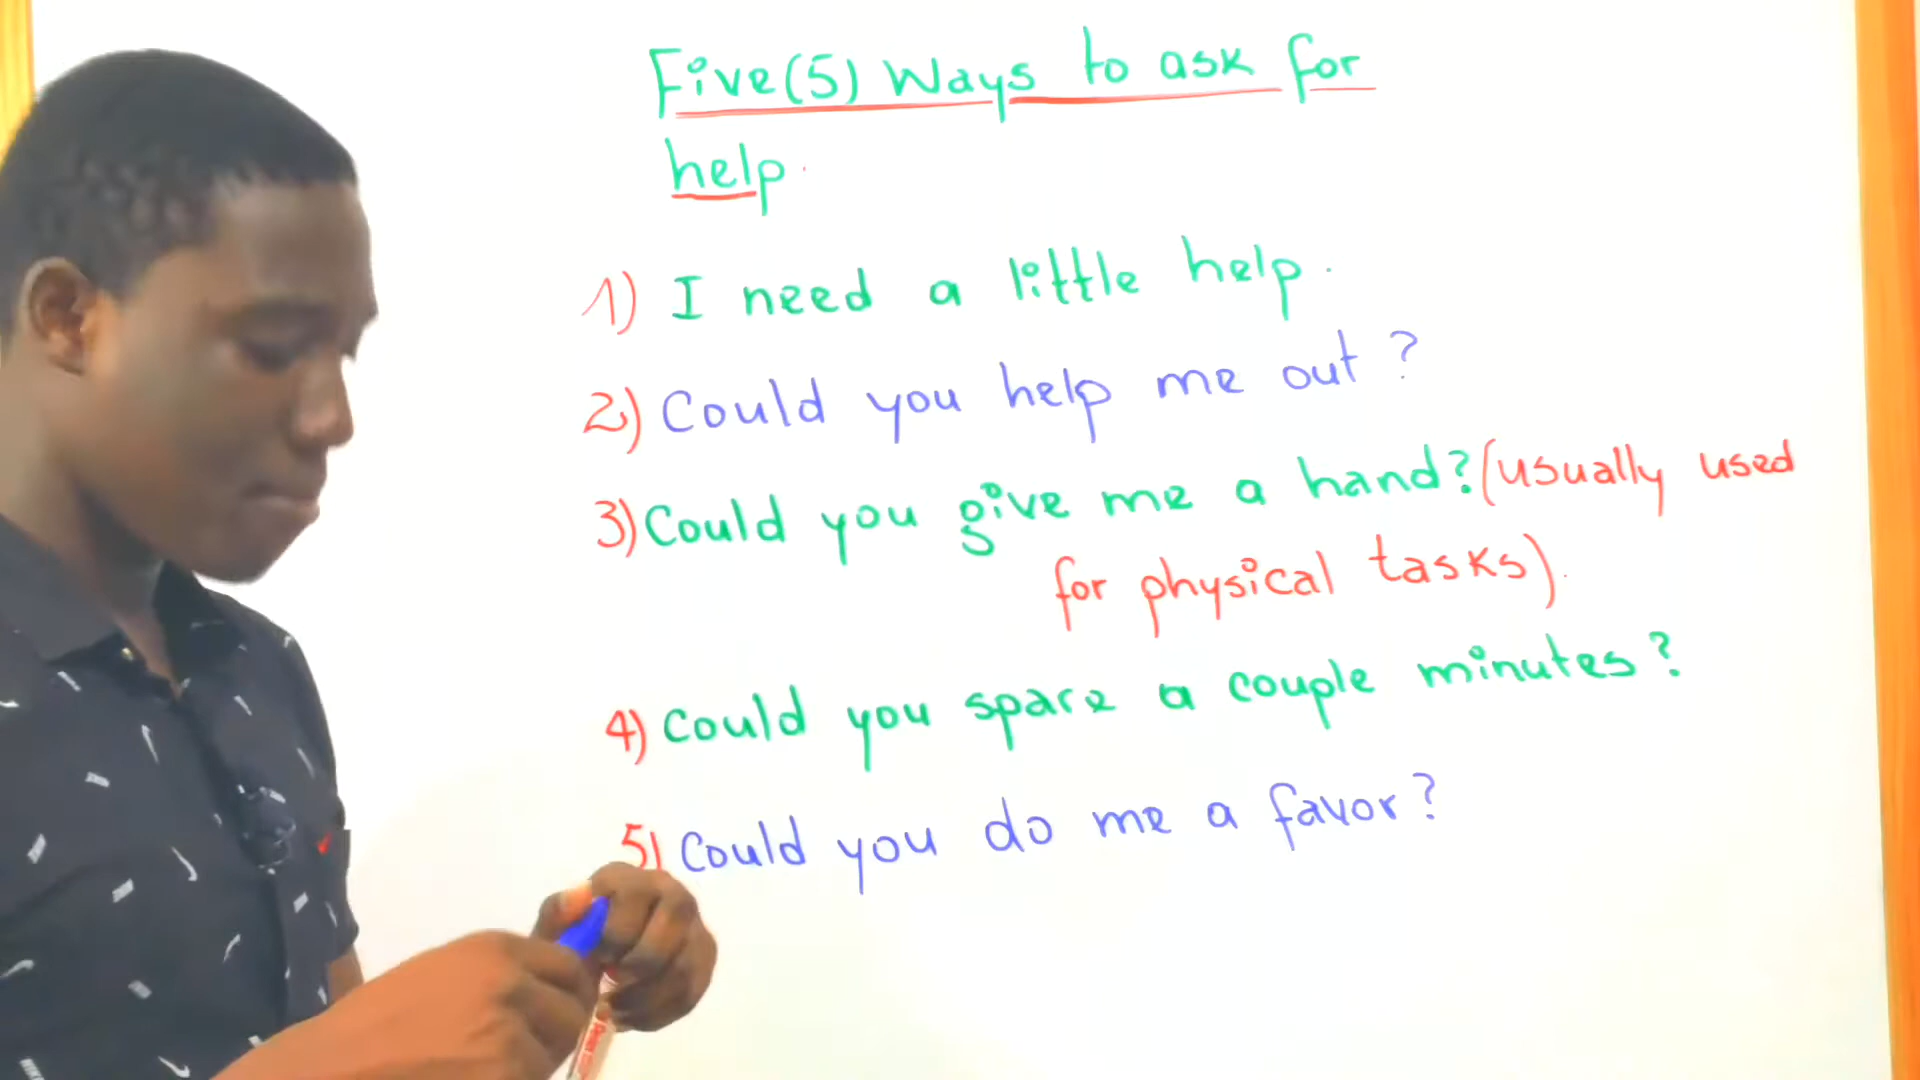 Five(5) Ways to ask for
help.
1) I need a little help.
2) Could you help me out?
3) Could you give me a hand? (usually used
for physical tasks).
4) Could you spare a couple minutes?
5) Could you do me a favor?